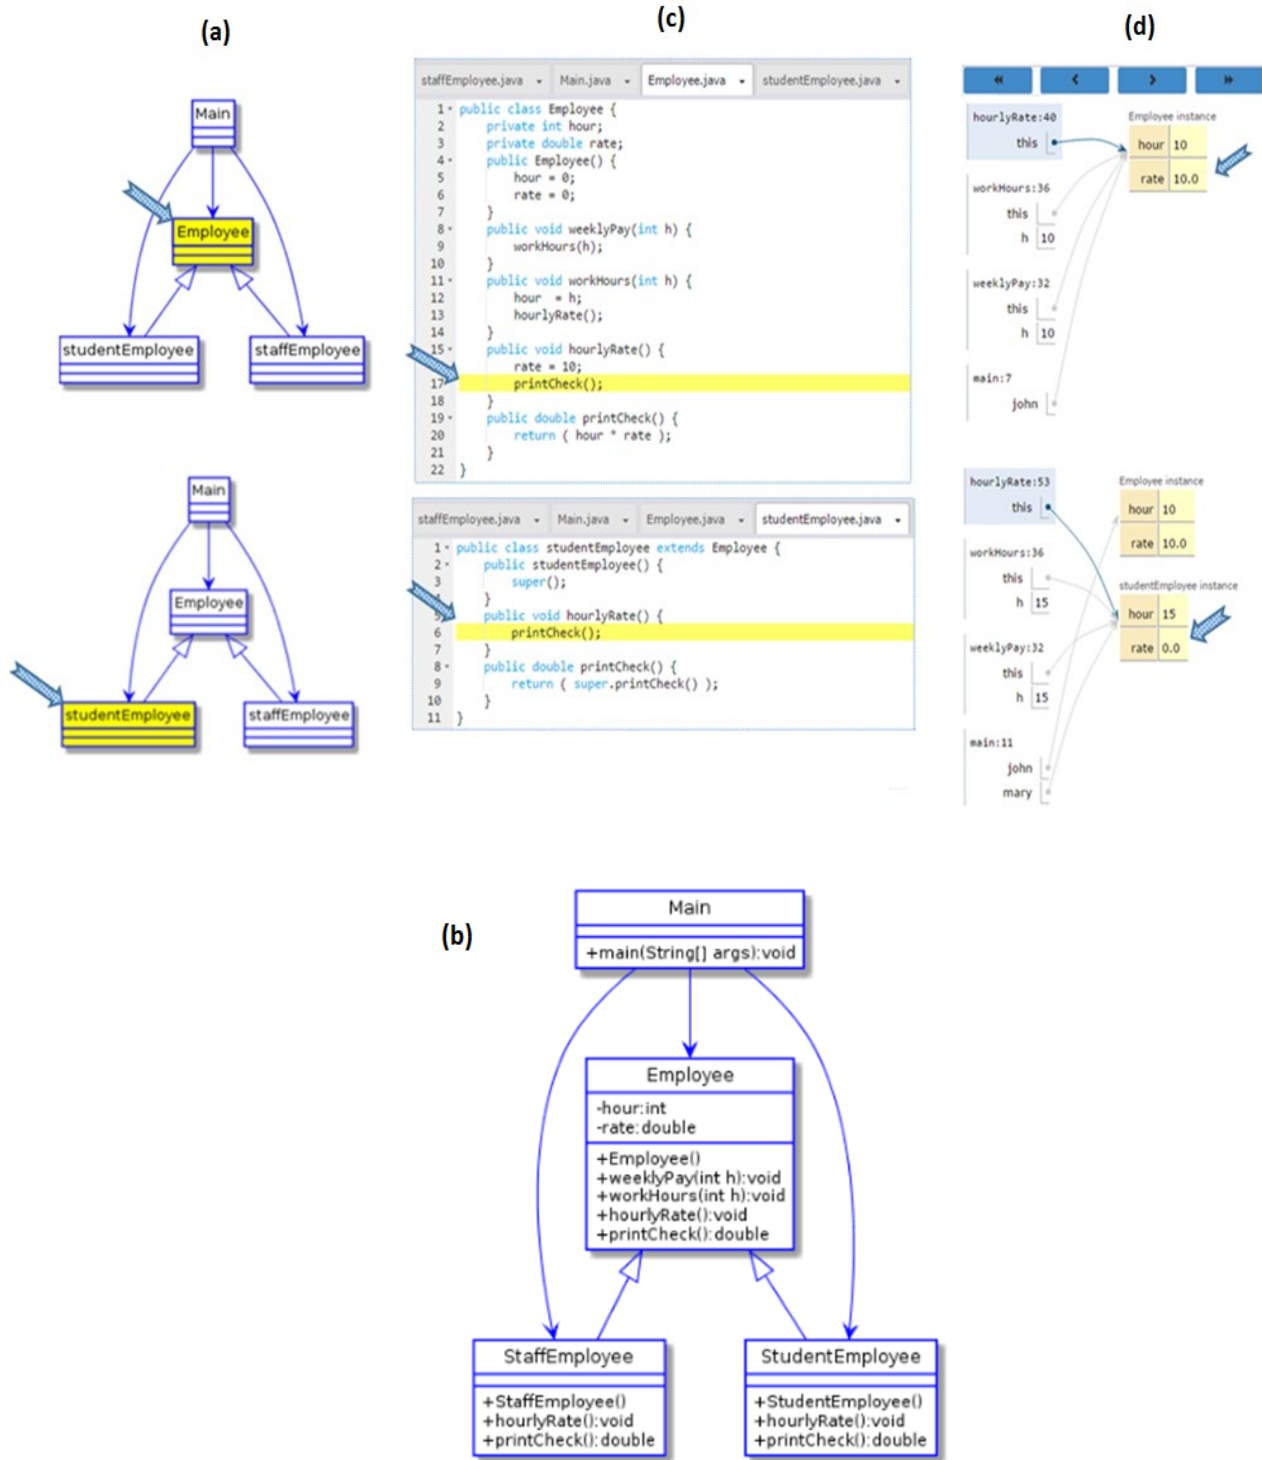 (a)
Main
Employee
studentEmployee
staffEmployee
Main
Employee
studentEmployee
staffEmployee
(c)
staffEmployee.java
Main.java
Employee.java
studentEmployee.java
1 public class Employee {
2 private int hour;
3 private double rate;
4 public Employee() {
5 hour = 0;
6 rate = 0;
7 }
8 public void weeklyPay(int h) {
9 workHours(h);
10 }
11 public void workHours(int h) {
12 hour = h;
13 hourlyRate();
14 }
15 public void hourlyRate() {
16 rate = 10;
17 printCheck();
18 }
19 public double printCheck() {
20 return ( hour * rate );
21 }
22 }
staffEmployee.java
Main.java
Employee.java
studentEmployee.java
1 public class studentEmployee extends Employee {
2 public studentEmployee() {
3 super();
}
5 public void hourlyRate() {
6 printCheck();
7 }
8 public double printCheck() {
9 return ( super.printCheck() );
10 }
11 }
(d)
« < > »
hourlyRate:40
this
workHours:36
this
h 10
weeklyPay:32
this
h 10
main:7
john
Employee instance
hour 10
rate 10.0
hourlyRate:53
this
workHours:36
this
h 15
weeklyPay:32
this
h 15
main:11
john
mary
Employee instance
hour 10
rate 10.0
studentEmployee instance
hour 15
rate 0.0
(b)
Main
+main(String[] args):void
Employee
-hour:int
-rate:double
+Employee()
+weeklyPay(int h):void
+workHours(int h):void
+hourlyRate():void
+printCheck():double
StaffEmployee
+StaffEmployee()
+hourlyRate():void
+printCheck():double
StudentEmployee
+StudentEmployee()
+hourlyRate():void
+printCheck():double